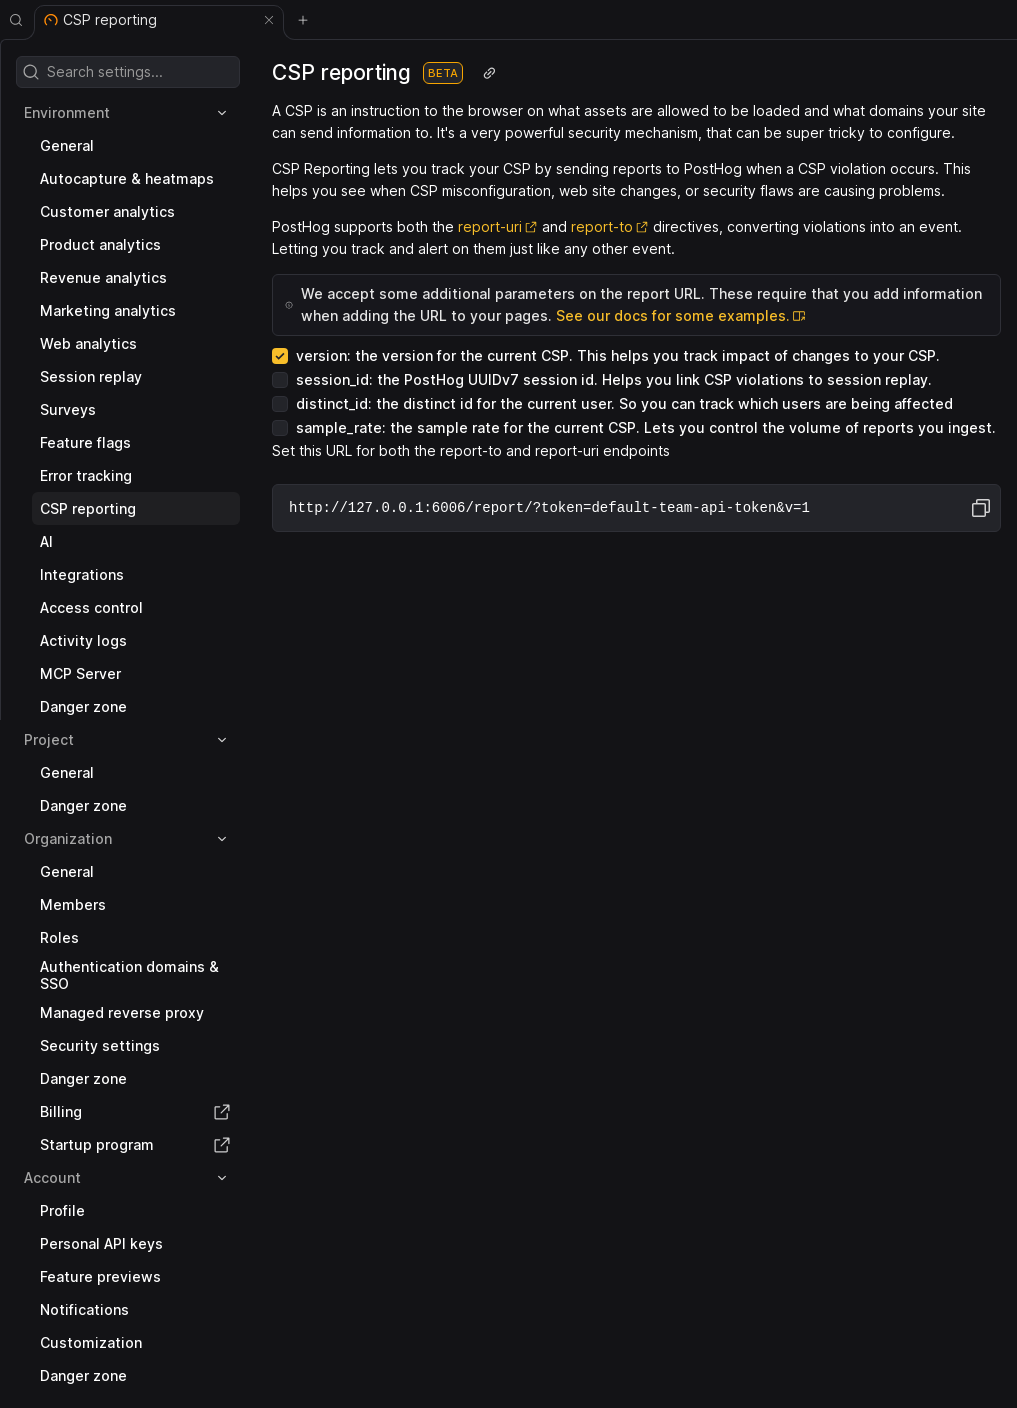 CSP reporting
Search settings...
Environment
General
Autocapture & heatmaps
Customer analytics
Product analytics
Revenue analytics
Marketing analytics
Web analytics
Session replay
Surveys
Feature flags
Error tracking
CSP reporting
AI
Integrations
Access control
Activity logs
MCP Server
Danger zone
Project
General
Danger zone
Organization
General
Members
Roles
Authentication domains &
SSO
Managed reverse proxy
Security settings
Danger zone
Billing
Startup program
Account
Profile
Personal API keys
Feature previews
Notifications
Customization
Danger zone
CSP reporting BETA
A CSP is an instruction to the browser on what assets are allowed to be loaded and what domains your site
can send information to. It's a very powerful security mechanism, that can be super tricky to configure.
CSP Reporting lets you track your CSP by sending reports to PostHog when a CSP violation occurs. This
helps you see when CSP misconfiguration, web site changes, or security flaws are causing problems.
PostHog supports both the report-uri and report-to directives, converting violations into an event.
Letting you track and alert on them just like any other event.
We accept some additional parameters on the report URL. These require that you add information
when adding the URL to your pages. See our docs for some examples.
version: the version for the current CSP. This helps you track impact of changes to your CSP.
session_id: the PostHog UUIDv7 session id. Helps you link CSP violations to session replay.
distinct_id: the distinct id for the current user. So you can track which users are being affected
sample_rate: the sample rate for the current CSP. Lets you control the volume of reports you ingest.
Set this URL for both the report-to and report-uri endpoints
http://127.0.0.1:6006/report/?token=default-team-api-token&v=1